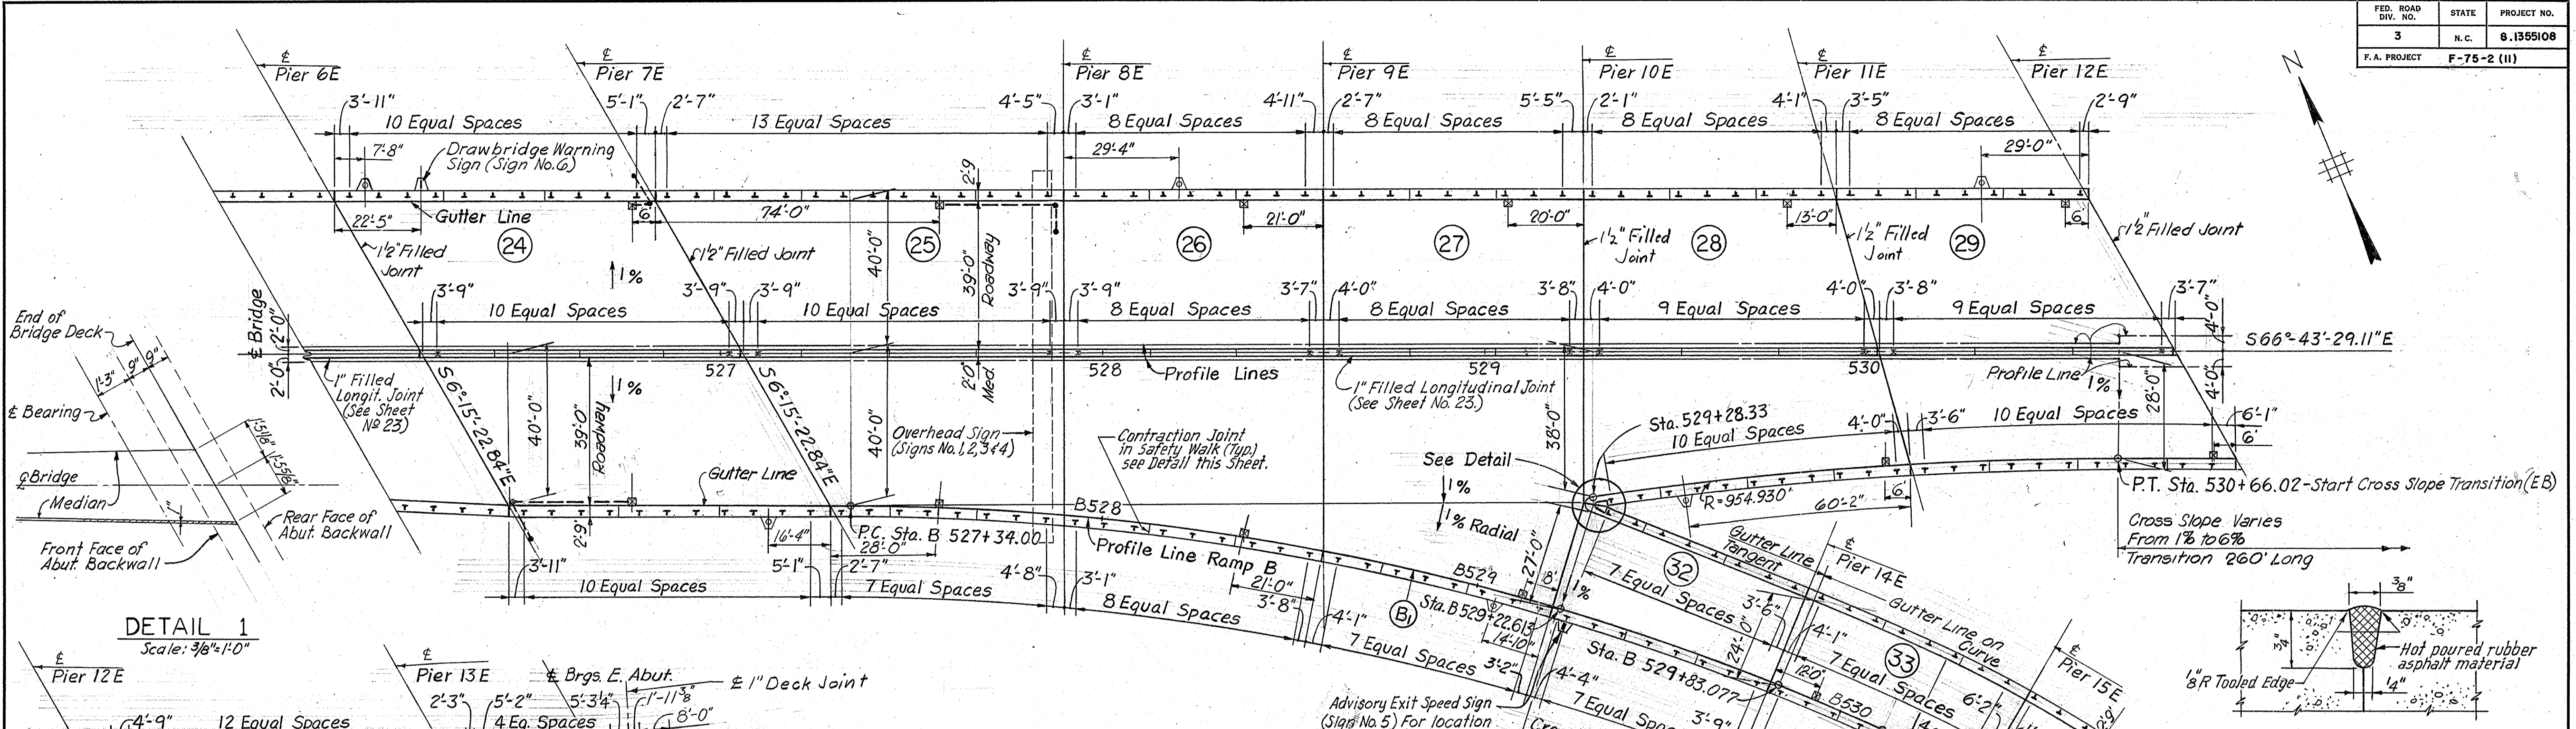 FED. ROAD DIV. NO.
STATE
PROJECT NO.
3
N.C.
8.1355108
F.A. PROJECT
F-75-2 (11)
℄ Pier 6E
℄ Pier 7E
℄ Pier 8E
℄ Pier 9E
℄ Pier 10E
℄ Pier 11E
℄ Pier 12E
N
3'-11"
5'-1"
2'-7"
4'-5"
3'-1"
4'-11"
2'-7"
5'-5"
2'-1"
4'-1"
3'-5"
2'-9"
10 Equal Spaces
13 Equal Spaces
8 Equal Spaces
8 Equal Spaces
8 Equal Spaces
8 Equal Spaces
7'-8"
Drawbridge Warning
Sign (Sign No.6)
29'-4"
29'-0"
2'-9
22'-5"
Gutter Line
6'
74'-0"
21'-0"
20'-0"
13'-0"
6'
24
25
26
27
28
29
1½" Filled
Joint
1½" Filled Joint
1½" Filled
Joint
1½" Filled
Joint
1½" Filled Joint
1%
40'-0"
39'-0"
Roadway
3'-9"
3'-9"
3'-9"
3'-9"
3'-9"
3'-7"
4'-0"
3'-8"
4'-0"
4'-0"
3'-8"
3'-7"
10 Equal Spaces
10 Equal Spaces
8 Equal Spaces
8 Equal Spaces
9 Equal Spaces
9 Equal Spaces
4'-0"
4'-0"
S66°-43'-29.11"E
End of
Bridge Deck
9"
9"
1'-3"
℄ Bearing
1'-5⅛"
1'-5⅝"
℄ Bridge
Median
1"
Rear Face of
Abut. Backwall
Front Face of
Abut. Backwall
DETAIL 1
Scale: 3/8"=1'-0"
℄ Bridge
2'-0"
2'-0"
1" Filled
Longit. Joint
(See Sheet
Nº 23)
S 6°-15'-22.84"E
S 6°-15'-22.84"E
527
528
529
530
1%
40'-0"
39'-0"
Roadway
2'-9"
2'-0"
Med.
40'-0"
Profile Lines
1" Filled Longitudinal Joint
(See Sheet No. 23.)
Profile Line
1%
28'-0"
Overhead Sign
(Signs No. 1, 2, 3 & 4)
Contraction Joint
in Safety Walk (Typ.)
see Detail this Sheet.
Gutter Line
38'-0"
Sta. 529+28.33
10 Equal Spaces
4'-0"
3'-6"
10 Equal Spaces
6'-1"
6'
See Detail
1%
1% Radial
R=954.930'
6'
60'-2"
P.T. Sta. 530+66.02-Start Cross Slope Transition (EB)
Cross Slope Varies
From 1% to 6%
Transition 260' Long
B528
P.C. Sta. B 527+34.00
16'-4"
28'-0"
Profile Line Ramp B
3'-11"
10 Equal Spaces
5'-1"
2'-7"
7 Equal Spaces
4'-8"
3'-1"
8 Equal Spaces
21'-0"
3'-8"
4'-1"
7 Equal Spaces
3'-2"
B1
B529
Sta. B 529+22.613
14'-10"
27'-0"
8'
1%
4'-4"
7 Equal Spaces
32
Gutter Line
Tangent
℄ Pier 14E
3'-6"
24'-0"
4'-1"
7 Equal Spaces
Gutter Line on
Curve
33
Sta. B 529+83.077
12'0"
B530
7 Equal Spa
3'-9"
6'-2"
℄ Pier 15E
2'-9"
Advisory Exit Speed Sign
(Sign No. 5) For location
3/8"
3/4"
Hot poured rubber
asphalt material
1/8" R Tooled Edge
1/4"
℄ Pier 12E
4'-9"
12 Equal Spaces
℄ Pier 13E
2'-3"
5'-2"
4 Eq. Spaces
℄ Brgs. E. Abut.
5'-3¼"
1'-11⅜"
8'-0"
℄ 1" Deck Joint